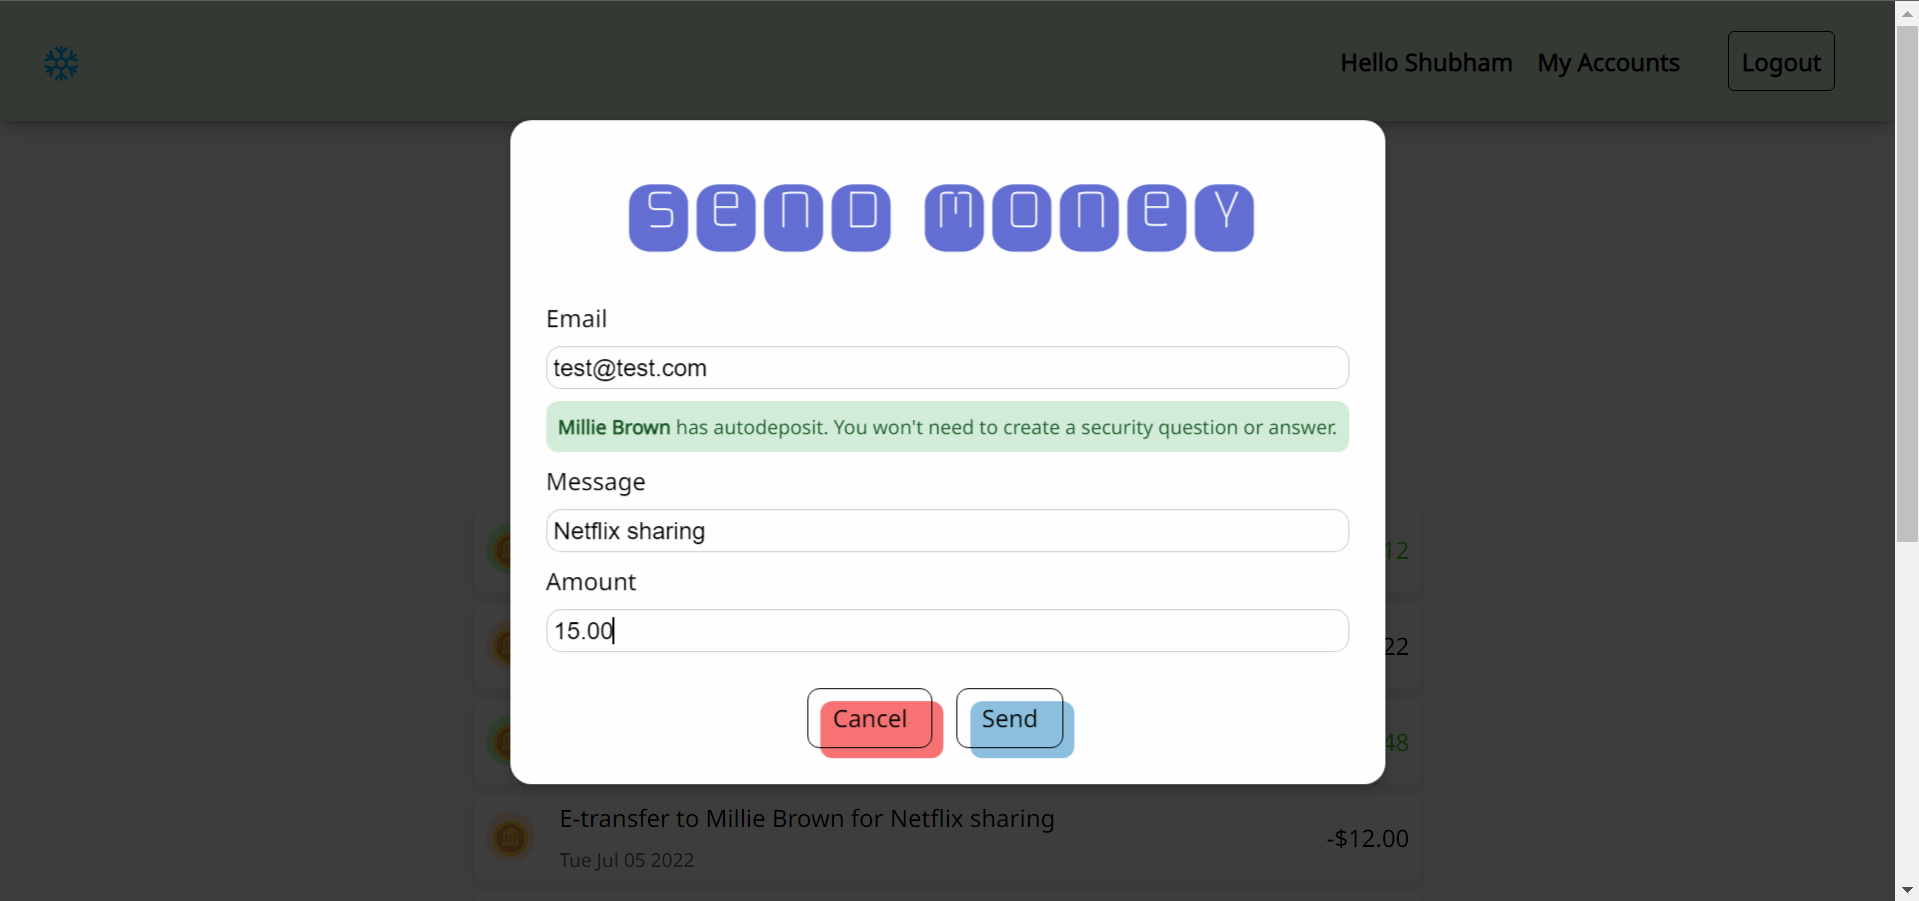 Hello Shubham My Accounts Logout
SenD MoneY
Email
test@test.com
Millie Brown has autodeposit. You won't need to create a security question or answer.
Message
Netflix sharing
12
Amount
15.00
22
Cancel Send
48
E-transfer to Millie Brown for Netflix sharing
-$12.00
Tue Jul 05 2022